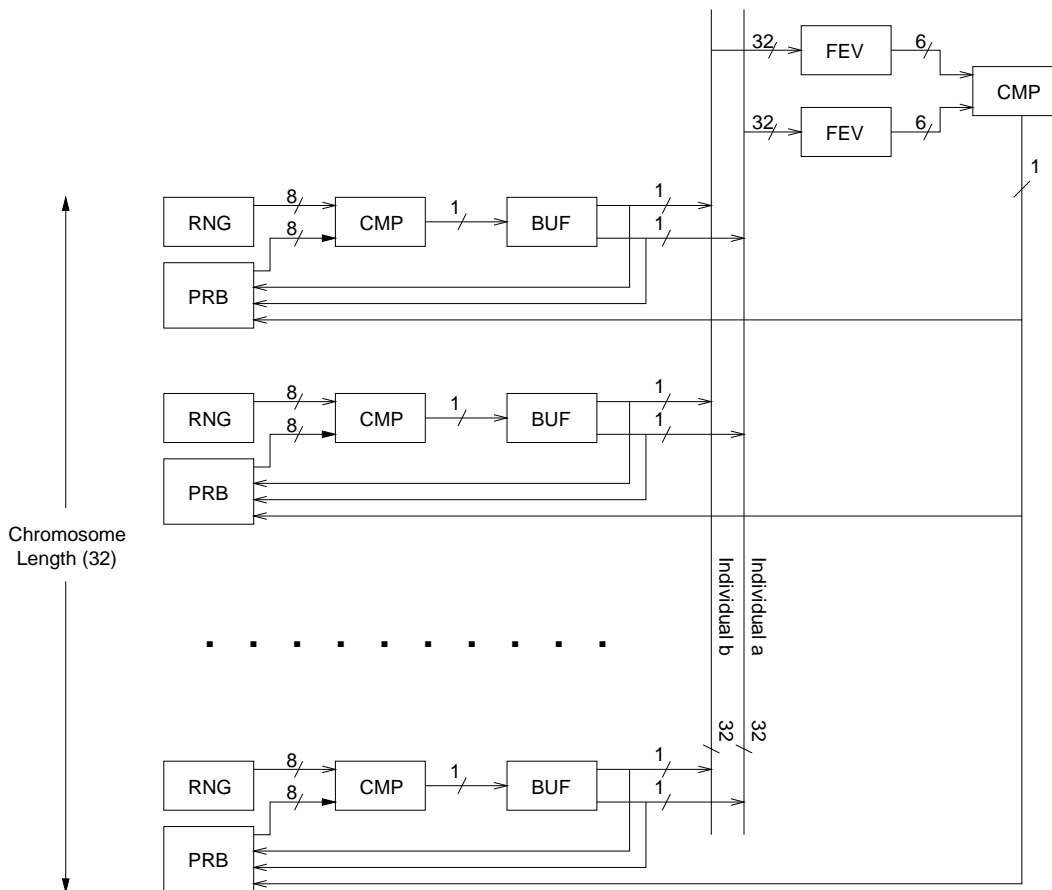 32
FEV
6
CMP
32
FEV
6
1
RNG
8
CMP
1
BUF
1
8
1
PRB
RNG
8
CMP
1
BUF
1
8
1
PRB
Chromosome
Length (32)
Individual b
Individual a
. . . . . . . . . .
32
32
RNG
8
CMP
1
BUF
1
8
1
PRB